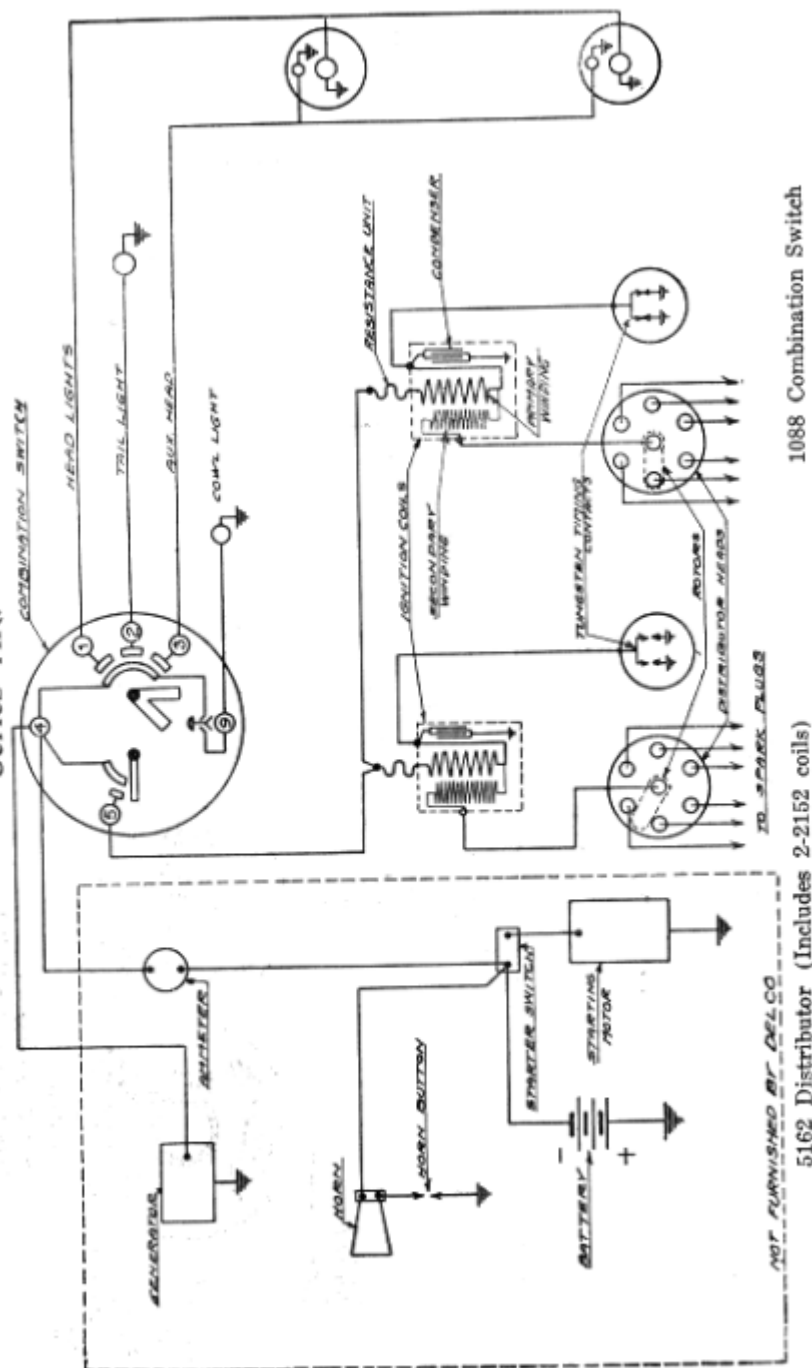 COMBINATION SWITCH
HEAD LIGHTS
TAIL LIGHT
AUX. HEAD
COWL LIGHT
1
2
3
4
5
9
GENERATOR
AMMETER
HORN
HORN BUTTON
STARTER SWITCH
STARTING
MOTOR
BATTERY
-
+
NOT FURNISHED BY DELCO
RESISTANCE UNIT
CONDENSER
IGNITION COILS
SECONDARY
WINDING
PRIMARY
WINDING
TUNGSTEN TIMING
CONTACTS
ROTORS
DISTRIBUTOR HEADS
TO SPARK PLUGS
5162 Distributor (Includes 2-2152 coils)
1088 Combination Switch